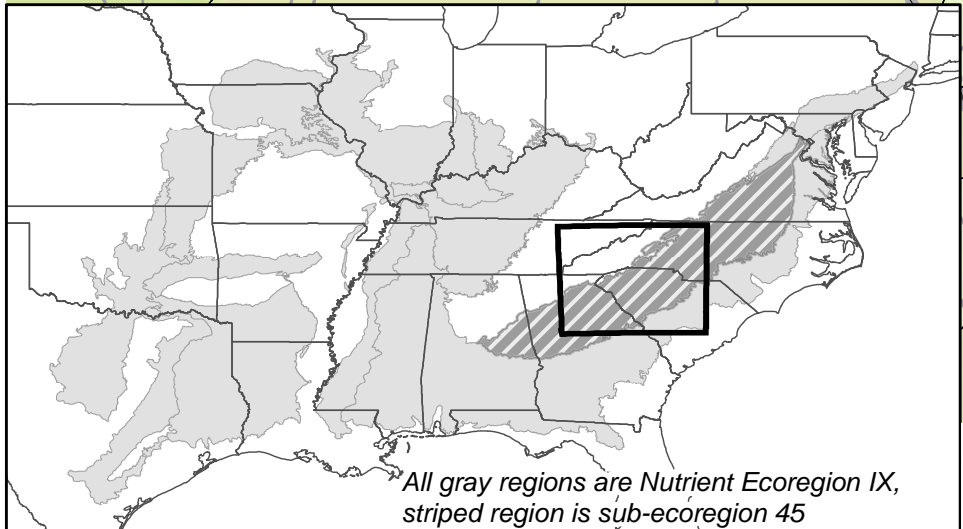 All gray regions are Nutrient Ecoregion IX,
striped region is sub-ecoregion 45